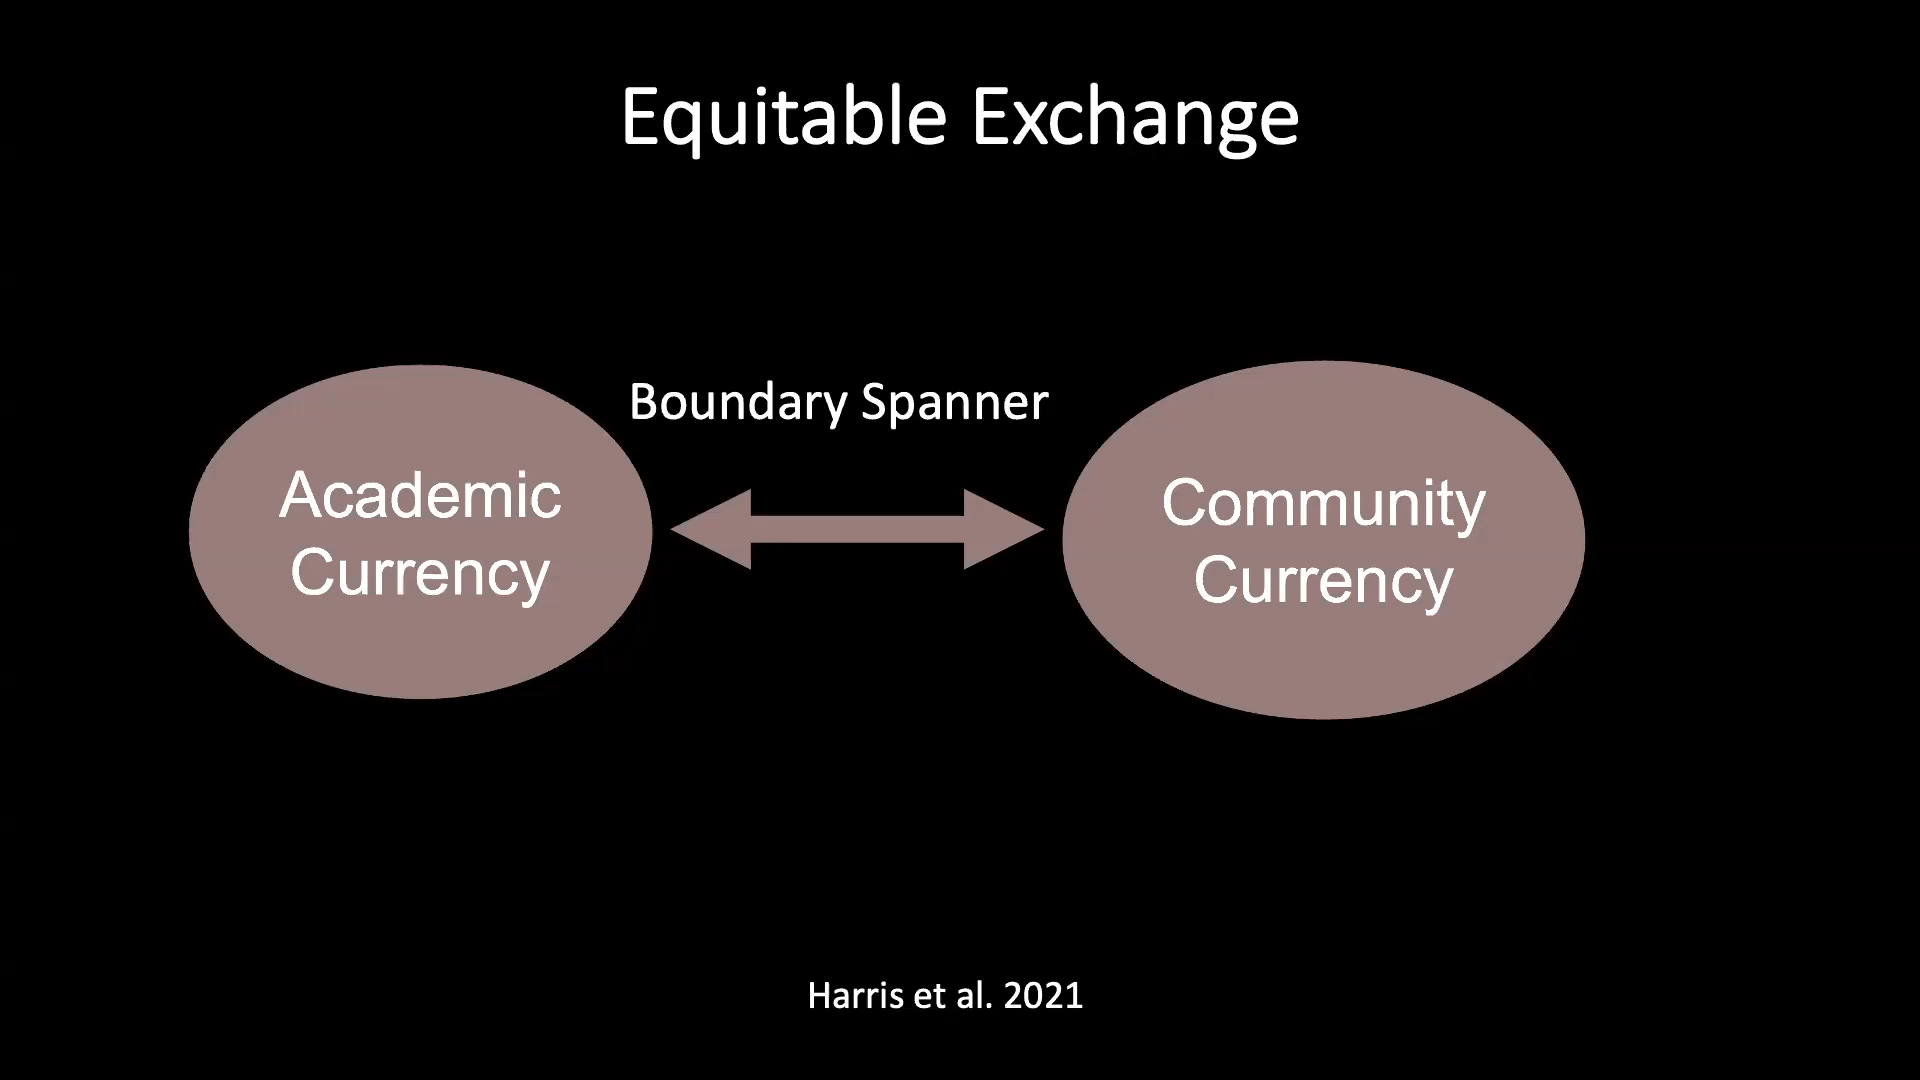 Equitable Exchange
Boundary Spanner
Academic
Currency
Community
Currency
Harris et al. 2021